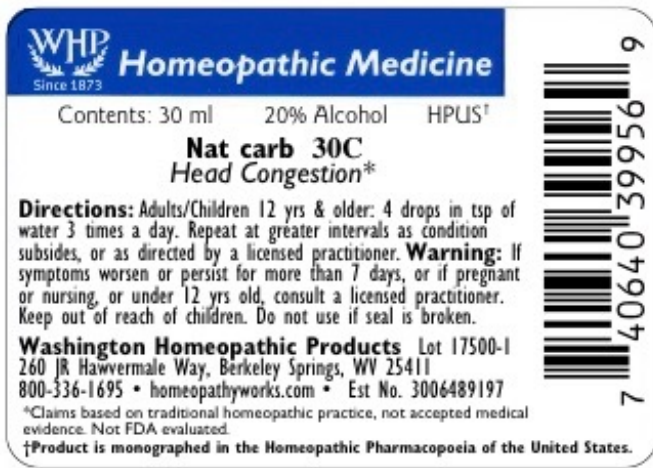 WHP
Since 1873
Homeopathic Medicine
Contents: 30 ml 20% Alcohol HPUS†
Nat carb 30C
Head Congestion*
Directions: Adults/Children 12 yrs & older: 4 drops in tsp of
water 3 times a day. Repeat at greater intervals as condition
subsides, or as directed by a licensed practitioner. Warning: If
symptoms worsen or persist for more than 7 days, or if pregnant
or nursing, or under 12 yrs old, consult a licensed practitioner.
Keep out of reach of children. Do not use if seal is broken.
Washington Homeopathic Products Lot 17500-1
260 JR Hawvermale Way, Berkeley Springs, WV 25411
800-336-1695 • homeopathyworks.com • Est No. 3006489197
*Claims based on traditional homeopathic practice, not accepted medical
evidence. Not FDA evaluated.
†Product is monographed in the Homeopathic Pharmacopoeia of the United States.
7 40640 39956 9